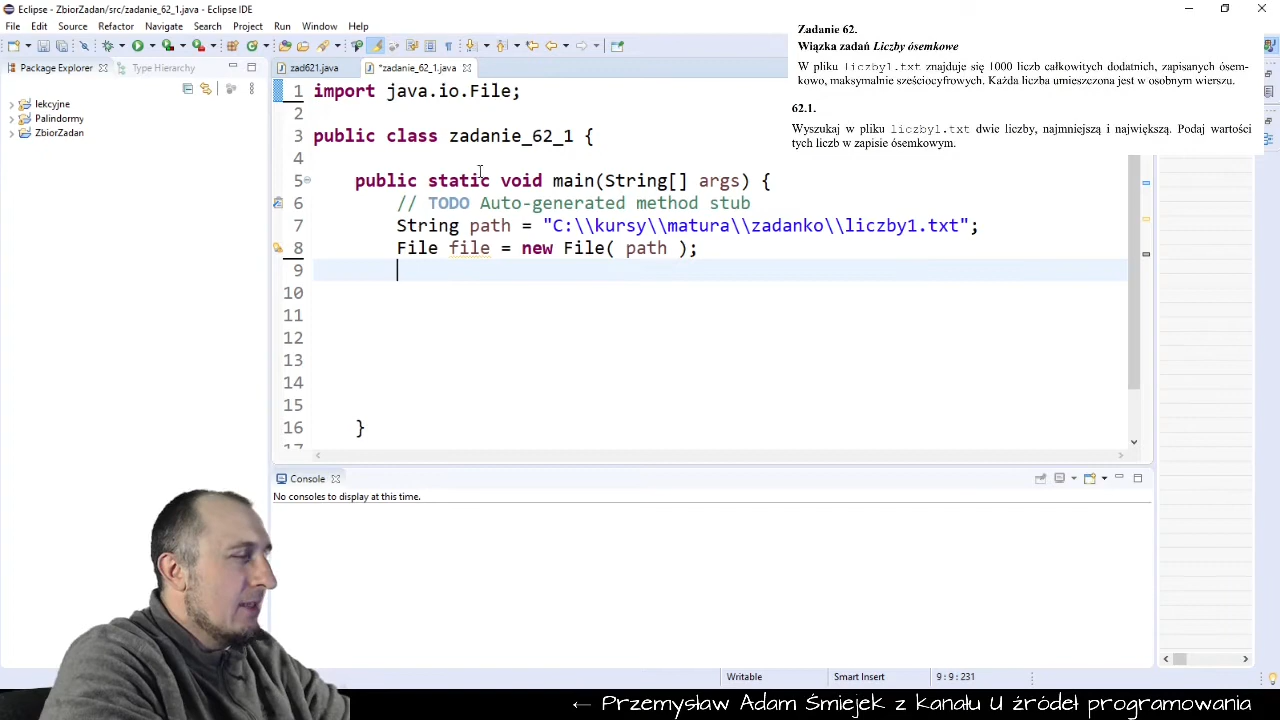 Eclipse - ZbiorZadan/src/zadanie_62_1.java - Eclipse IDE
File Edit Source Refactor Navigate Search Project Run Window Help
Package Explorer Type Hierarchy
lekcyjne
Palindormy
ZbiorZadan
zad621.java *zadanie_62_1.java
1 import java.io.File;
2
3 public class zadanie_62_1 {
4
5 public static void main(String[] args) {
6 // TODO Auto-generated method stub
7 String path = "C:\\kursy\\matura\\zadanko\\liczby1.txt";
8 File file = new File( path );
9
10
11
12
13
14
15
16 }
17
Zadanie 62.
Wiązka zadań Liczby ósemkowe
W pliku liczby1.txt znajduje się 1000 liczb całkowitych dodatnich, zapisanych ósem-
kowo, maksymalnie sześciocyfrowych. Każda liczba umieszczona jest w osobnym wierszu.
62.1.
Wyszukaj w pliku liczby1.txt dwie liczby, najmniejszą i największą. Podaj wartości
tych liczb w zapisie ósemkowym.
Console
No consoles to display at this time.
Writable Smart Insert 9 : 9 : 231
← Przemysław Adam Śmiejek z kanału U źródeł programowania